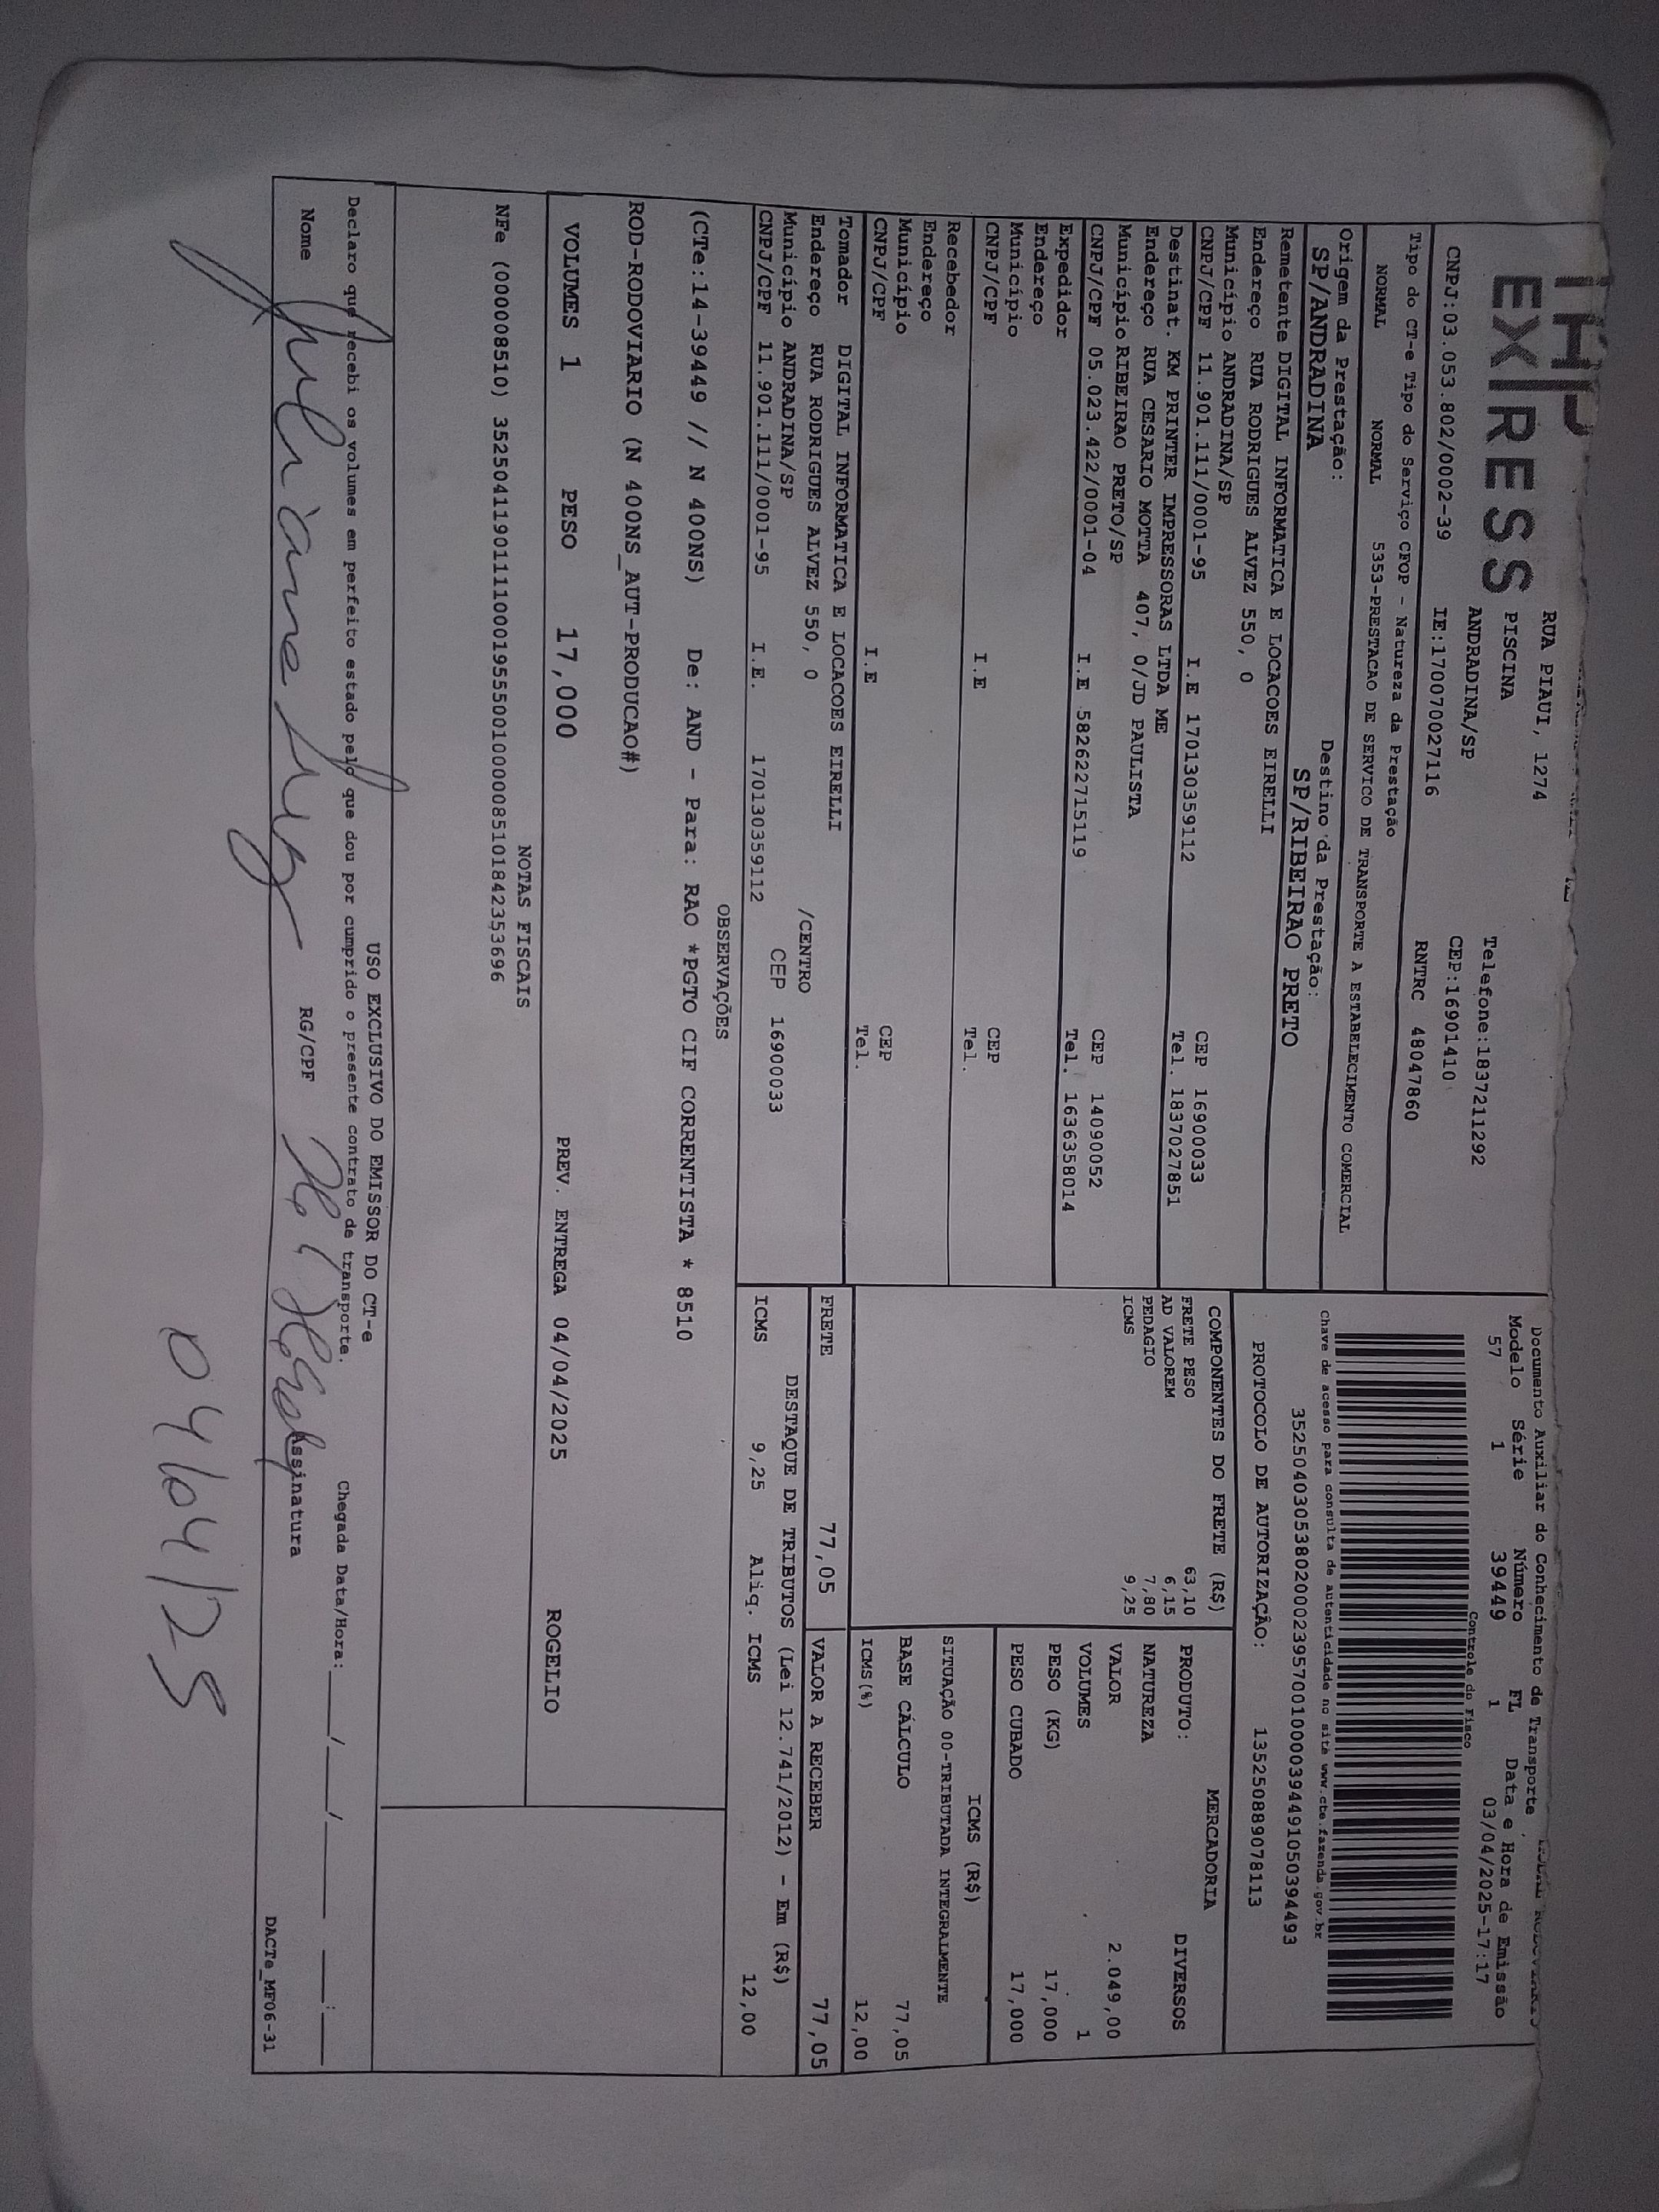 EXPRESS
RUA PIAUI, 1274
PISCINA
ANDRADINA/SP
Telefone:1837211292
CEP:16901410
CNPJ:03.053.802/0002-39 IE:170070027116 RNTRC 48047860
Tipo do CT-e Tipo do Serviço CFOP - Natureza da Prestação
NORMAL NORMAL 5353-PRESTACAO DE SERVICO DE TRANSPORTE A ESTABELECIMENTO COMERCIAL
Origem da Prestação: Destino da Prestação:
SP/ANDRADINA SP/RIBEIRAO PRETO
Documento Auxiliar do Conhecimento de Transporte
Modelo Série Número FL Data e Hora de Emissão
57 1 39449 1 03/04/2025-17:17
Controle do Fisco
Chave de acesso para consulta de autenticidade no site www.cte.fazenda.gov.br
35250403053802000239570010000394491050394493
PROTOCOLO DE AUTORIZAÇÃO: 135250889078113
Remetente DIGITAL INFORMATICA E LOCACOES EIRELLI
Endereço RUA RODRIGUES ALVEZ 550, 0
Município ANDRADINA/SP CEP 16900033
CNPJ/CPF 11.901.111/0001-95 I.E 170130359112 Tel. 1837027851
Destinat. KM PRINTER IMPRESSORAS LTDA ME
Endereço RUA CESARIO MOTTA 407, 0/JD PAULISTA
Município RIBEIRAO PRETO/SP CEP 14090052
CNPJ/CPF 05.023.422/0001-04 I.E 582622715119 Tel. 1636358014
Expedidor
Endereço
Município CEP
CNPJ/CPF I.E Tel.
Recebedor
Endereço
Município CEP
CNPJ/CPF I.E Tel.
Tomador DIGITAL INFORMATICA E LOCACOES EIRELLI
Endereço RUA RODRIGUES ALVEZ 550, 0 /CENTRO
Município ANDRADINA/SP CEP 16900033
CNPJ/CPF 11.901.111/0001-95 I.E. 170130359112
COMPONENTES DO FRETE (R$)
FRETE PESO 63,10
AD VALOREM 6,15
PEDAGIO 7,80
ICMS 9,25
MERCADORIA
PRODUTO: DIVERSOS
NATUREZA
VALOR 2.049,00
VOLUMES 1
PESO (KG) 17,000
PESO CUBADO 17,000
ICMS (R$)
SITUAÇÃO 00-TRIBUTADA INTEGRALMENTE
BASE CÁLCULO 77,05
ICMS(%) 12,00
FRETE 77,05 VALOR A RECEBER 77,05
DESTAQUE DE TRIBUTOS (Lei 12.741/2012) - Em (R$)
ICMS 9,25 Aliq. ICMS 12,00
OBSERVAÇÕES
(CTe:14-39449 // N 400NS) De: AND - Para: RAO *PGTO CIF CORRENTISTA * 8510
ROD-RODOVIARIO (N 400NS_AUT-PRODUCAO#)
VOLUMES 1 PESO 17,000 PREV. ENTREGA 04/04/2025 ROGELIO
NOTAS FISCAIS
NFe (000008510) 35250411901111000195550010000085101842353696
USO EXCLUSIVO DO EMISSOR DO CT-e
Declaro que recebi os volumes em perfeito estado pelo que dou por cumprido o presente contrato de transporte. Chegada Data/Hora: ____/____/______ ___:___
Nome RG/CPF Assinatura
DACTe_MF06-31
04/04/25